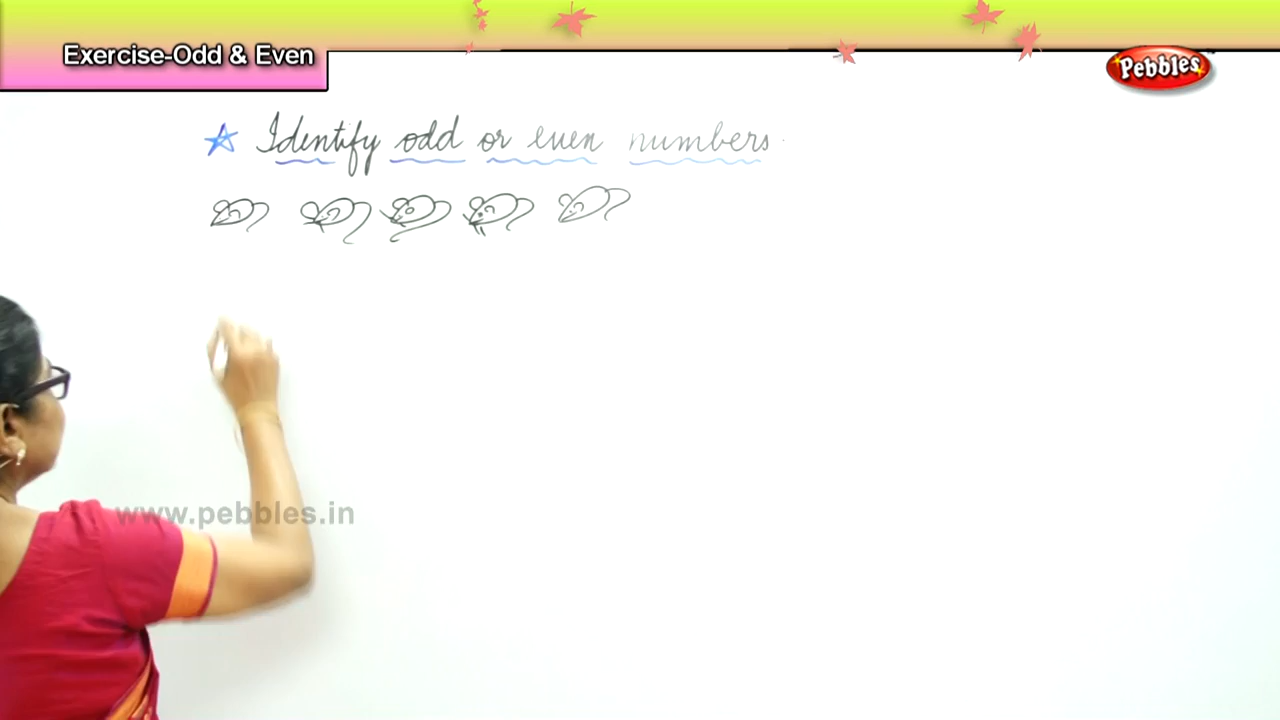 Exercise-Odd & Even
Pebbles
Identify odd or even numbers.
www.pebbles.in